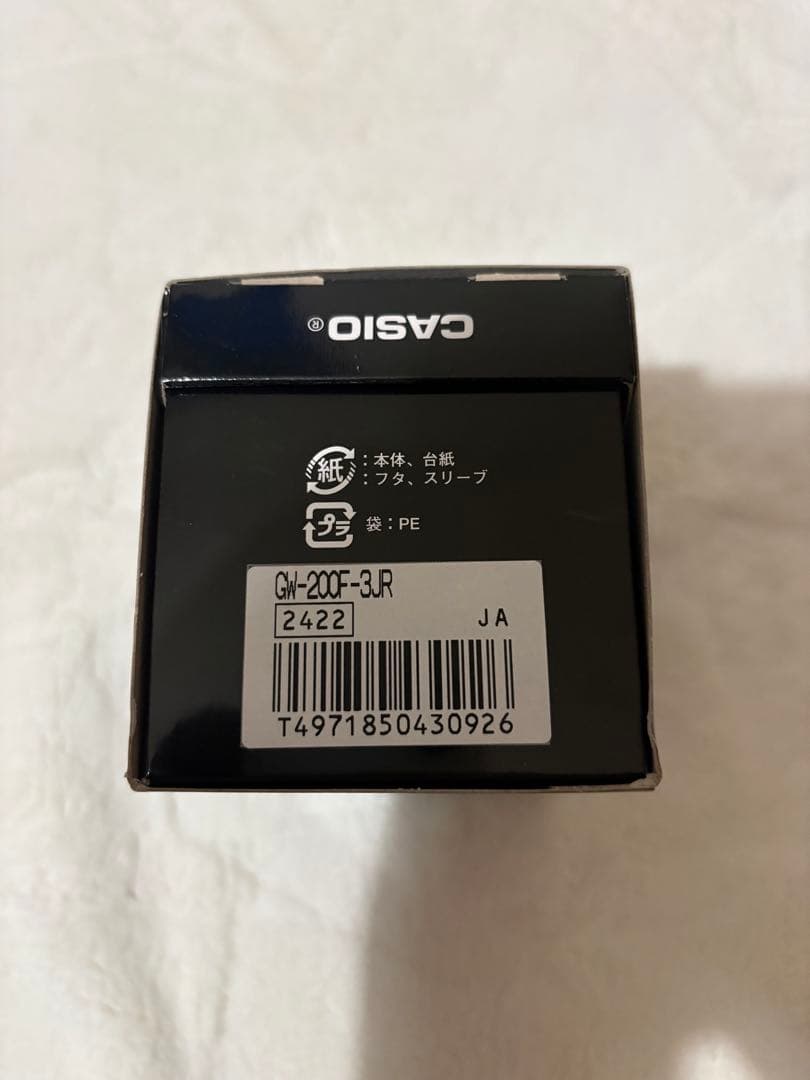 CASIO®
紙 :本体、台紙
:フタ、スリーブ
プラ 袋:PE
GW-200F-3JR
2422 JA
T4971850430926